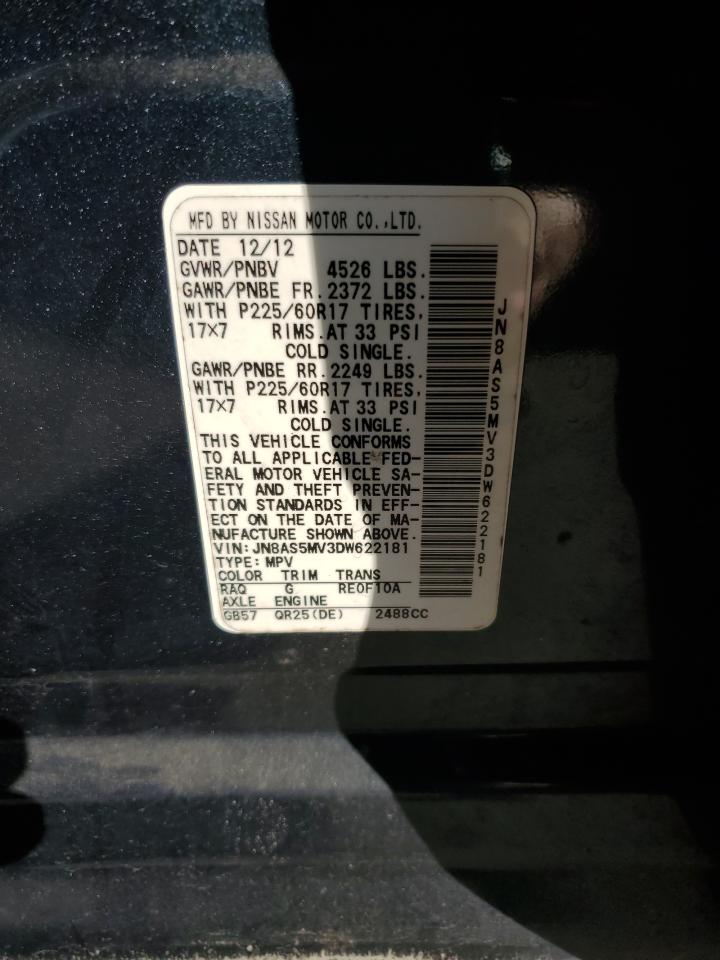 MFD BY NISSAN MOTOR CO.,LTD.
DATE 12/12
GVWR/PNBV 4526 LBS.
GAWR/PNBE FR.2372 LBS.
WITH P225/60R17 TIRES,
17×7 RIMS.AT 33 PSI
COLD SINGLE.
GAWR/PNBE RR.2249 LBS.
WITH P225/60R17 TIRES,
17×7 RIMS.AT 33 PSI
COLD SINGLE.
THIS VEHICLE CONFORMS
TO ALL APPLICABLE FED-
ERAL MOTOR VEHICLE SA-
FETY AND THEFT PREVEN-
TION STANDARDS IN EFF-
ECT ON THE DATE OF MA-
NUFACTURE SHOWN ABOVE.
VIN:JN8AS5MV3DW622181
TYPE:MPV
COLOR TRIM TRANS
RAQ G RE0F10A
AXLE ENGINE
GB57 QR25(DE) 2488CC
JN8AS5MV3DW622181